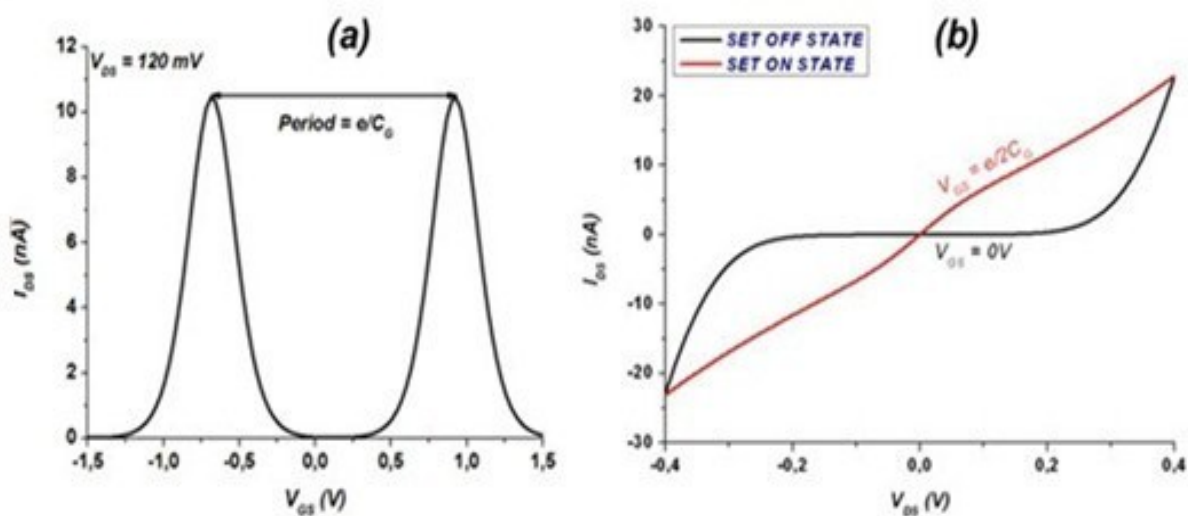 (a)
V_DS = 120 mV
Period = e/C_G
12
10
8
6
4
2
0
-1,5
-1,0
-0,5
0,0
0,5
1,0
1,5
I_DS (nA)
V_GS (V)
(b)
SET OFF STATE
SET ON STATE
V_GS = e/2C_G
V_GS = 0V
30
20
10
0
-10
-20
-30
-0,4
-0,2
0,0
0,2
0,4
I_DS (nA)
V_DS (V)